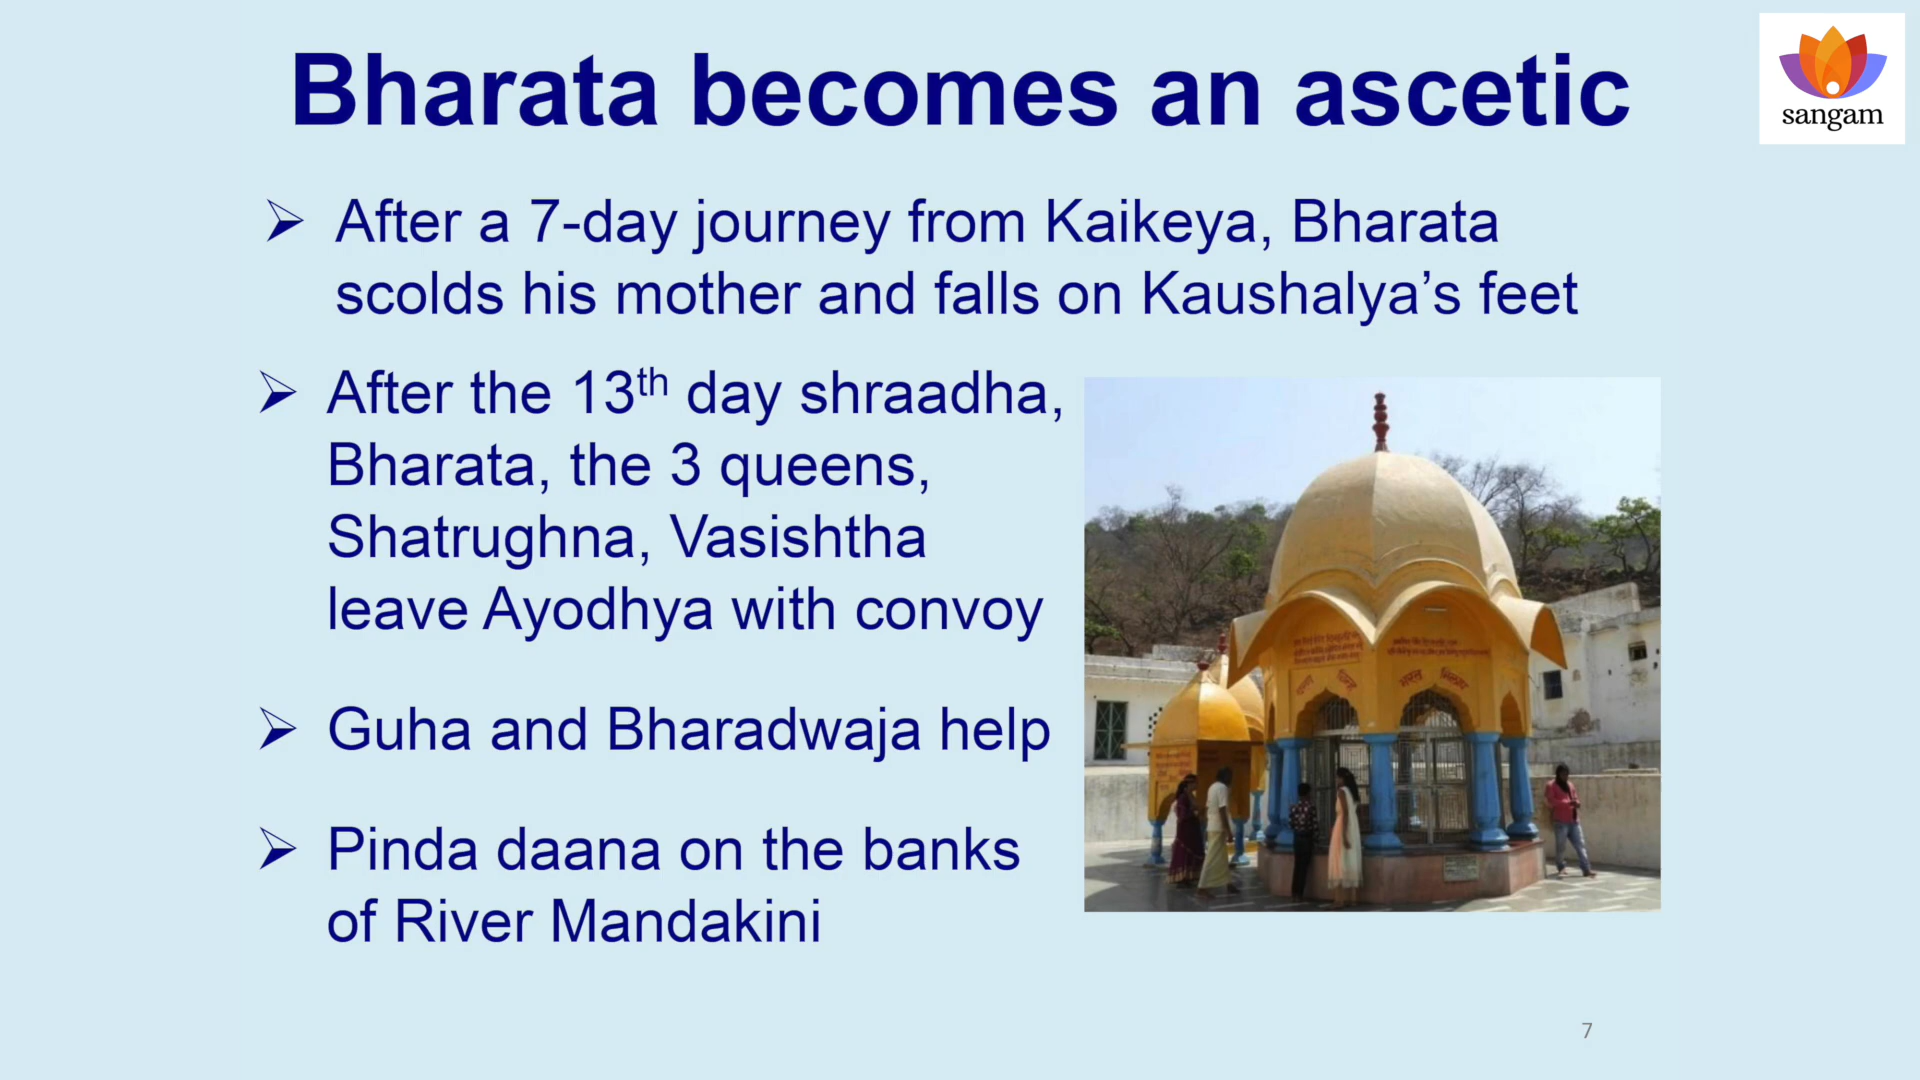 Bharata becomes an ascetic
sangam
➢ After a 7-day journey from Kaikeya, Bharata
scolds his mother and falls on Kaushalya’s feet
➢ After the 13th day shraadha,
Bharata, the 3 queens,
Shatrughna, Vasishtha
leave Ayodhya with convoy
➢ Guha and Bharadwaja help
➢ Pinda daana on the banks
of River Mandakini
भरत मिलाप
7